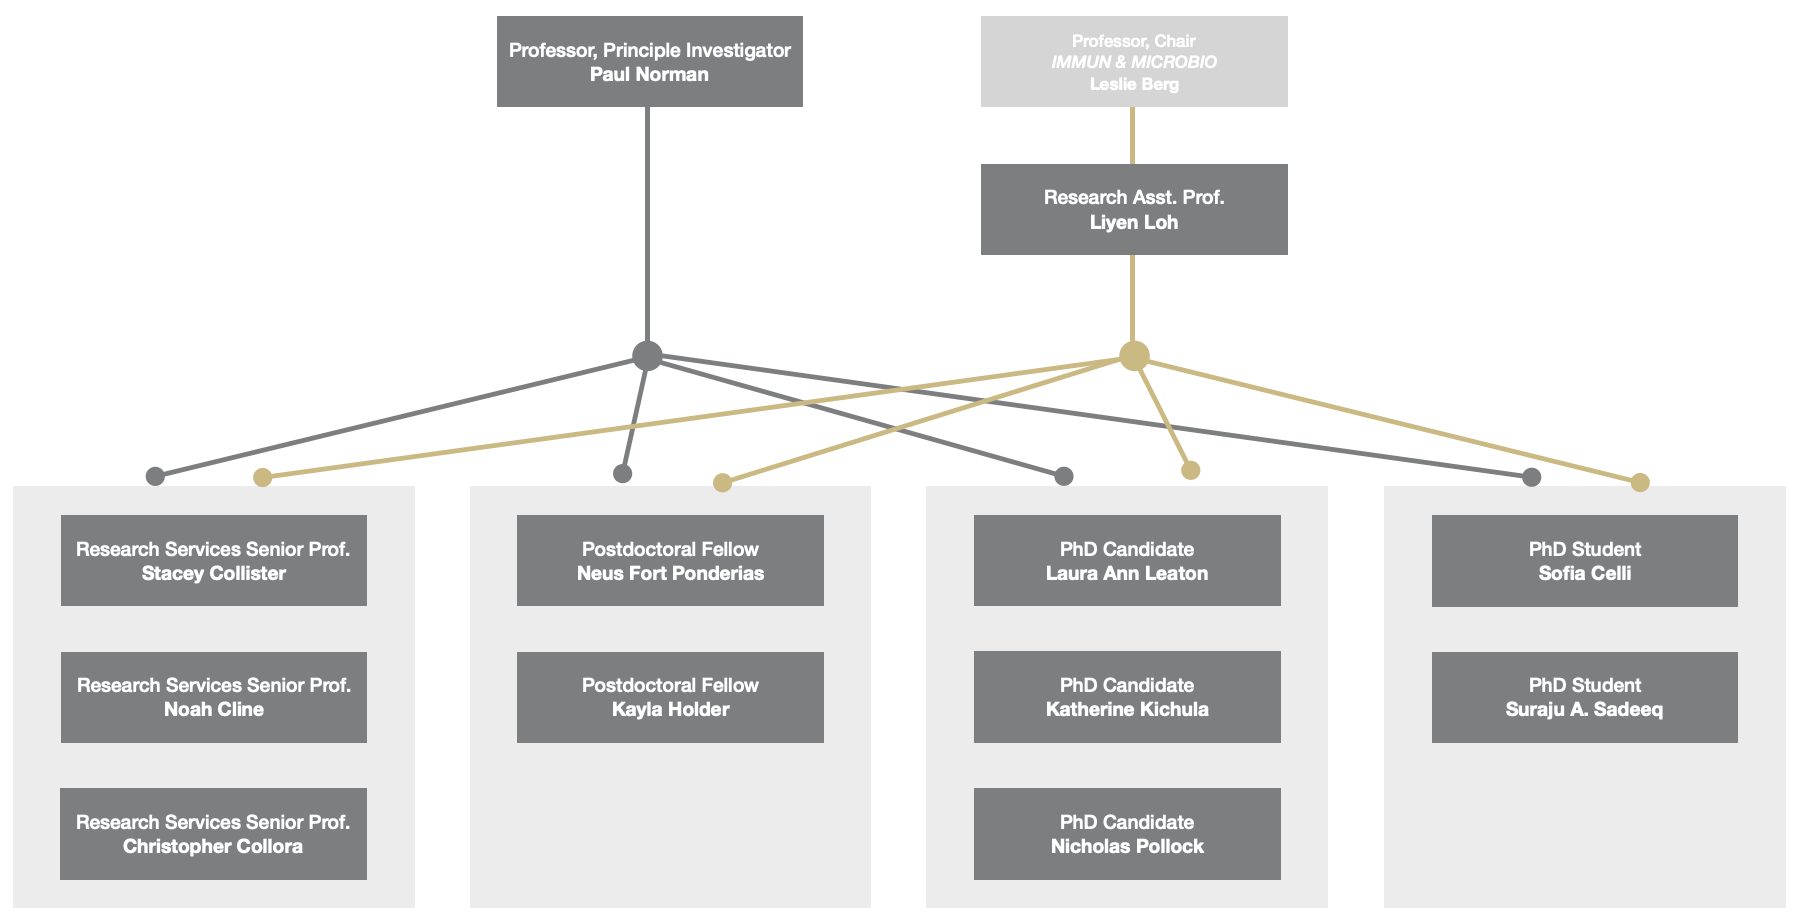 Professor, Principle Investigator
Paul Norman
Professor, Chair
IMMUN & MICROBIO
Leslie Berg
Research Asst. Prof.
Liyen Loh
Research Services Senior Prof.
Stacey Collister
Research Services Senior Prof.
Noah Cline
Research Services Senior Prof.
Christopher Collora
Postdoctoral Fellow
Neus Fort Ponderias
Postdoctoral Fellow
Kayla Holder
PhD Candidate
Laura Ann Leaton
PhD Candidate
Katherine Kichula
PhD Candidate
Nicholas Pollock
PhD Student
Sofia Celli
PhD Student
Suraju A. Sadeeq